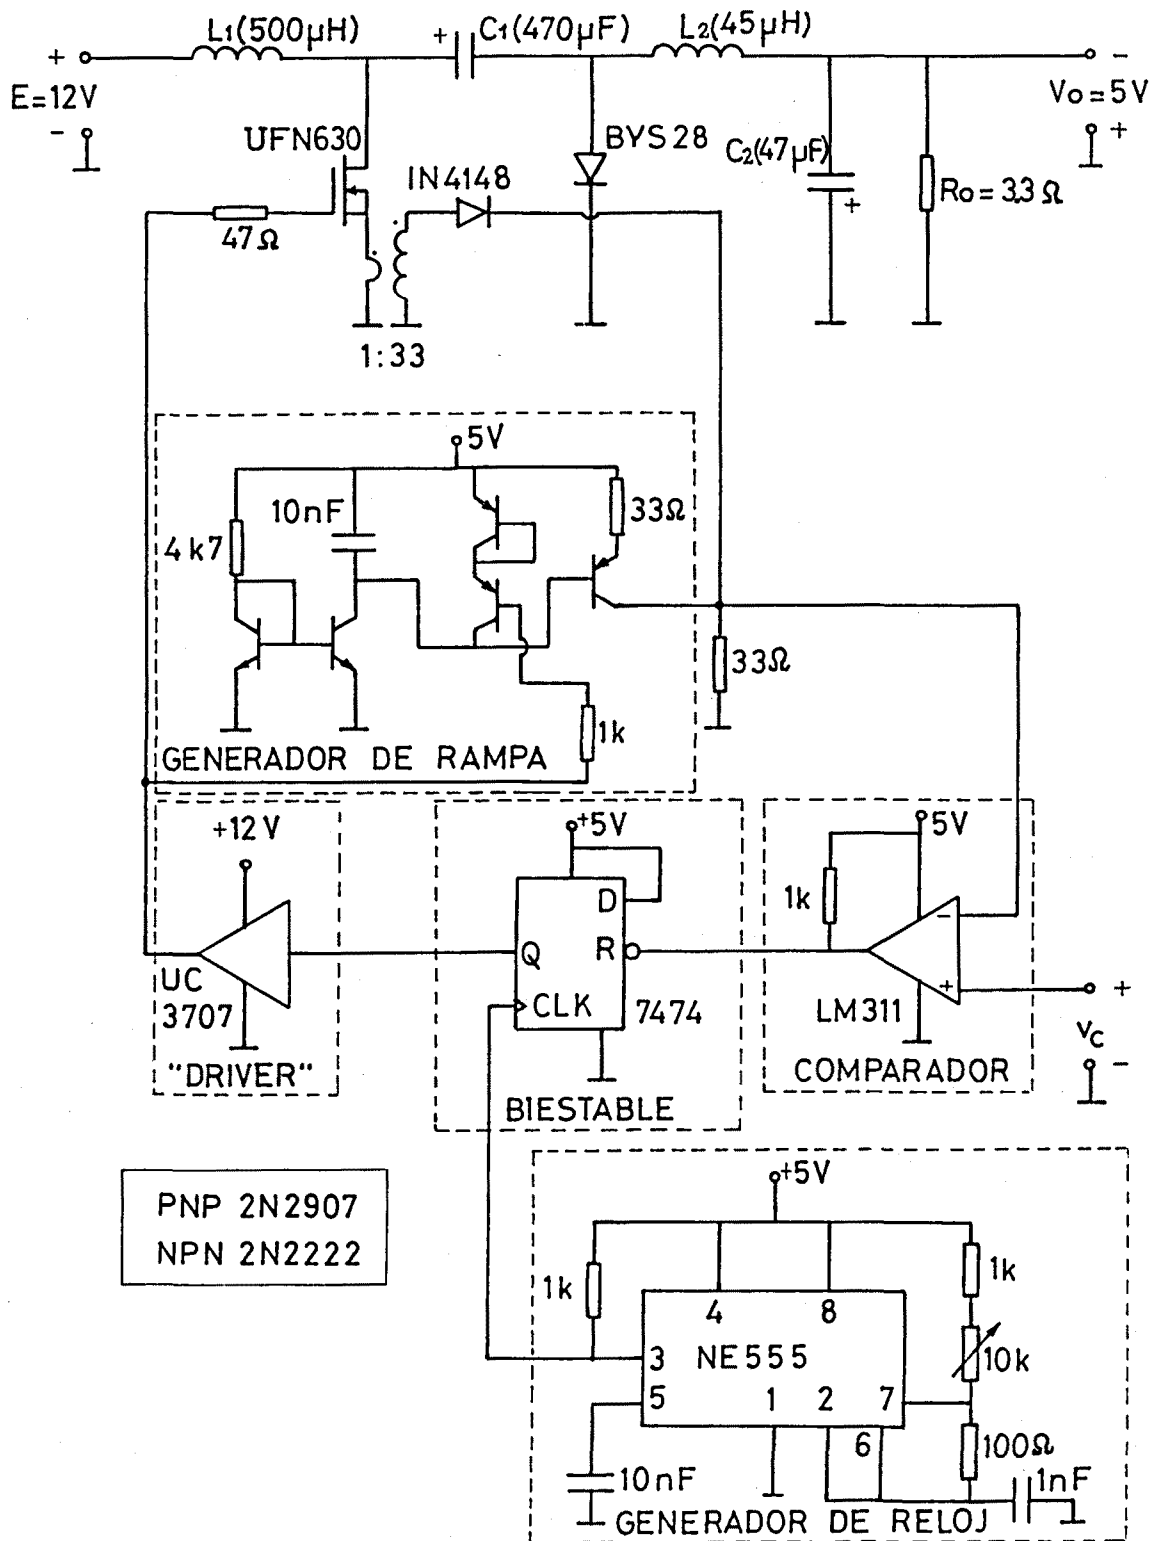 L1(500µH)
+
C1(470µF)
L2(45µH)
+
E=12V
-
-
Vo=5V
+
UFN630
BYS28
C2(47µF)
+
Ro=3.3Ω
IN4148
47Ω
1:33
5V
10nF
33Ω
4k7
33Ω
1k
GENERADOR DE RAMPA
+12V
UC
3707
"DRIVER"
+5V
D
Q
R
CLK
7474
BIESTABLE
5V
1k
-
+
LM311
COMPARADOR
+
vC
-
PNP 2N2907
NPN 2N2222
+5V
1k
1k
4
8
3
NE555
10k
5
1
2
7
6
100Ω
10nF
1nF
GENERADOR DE RELOJ